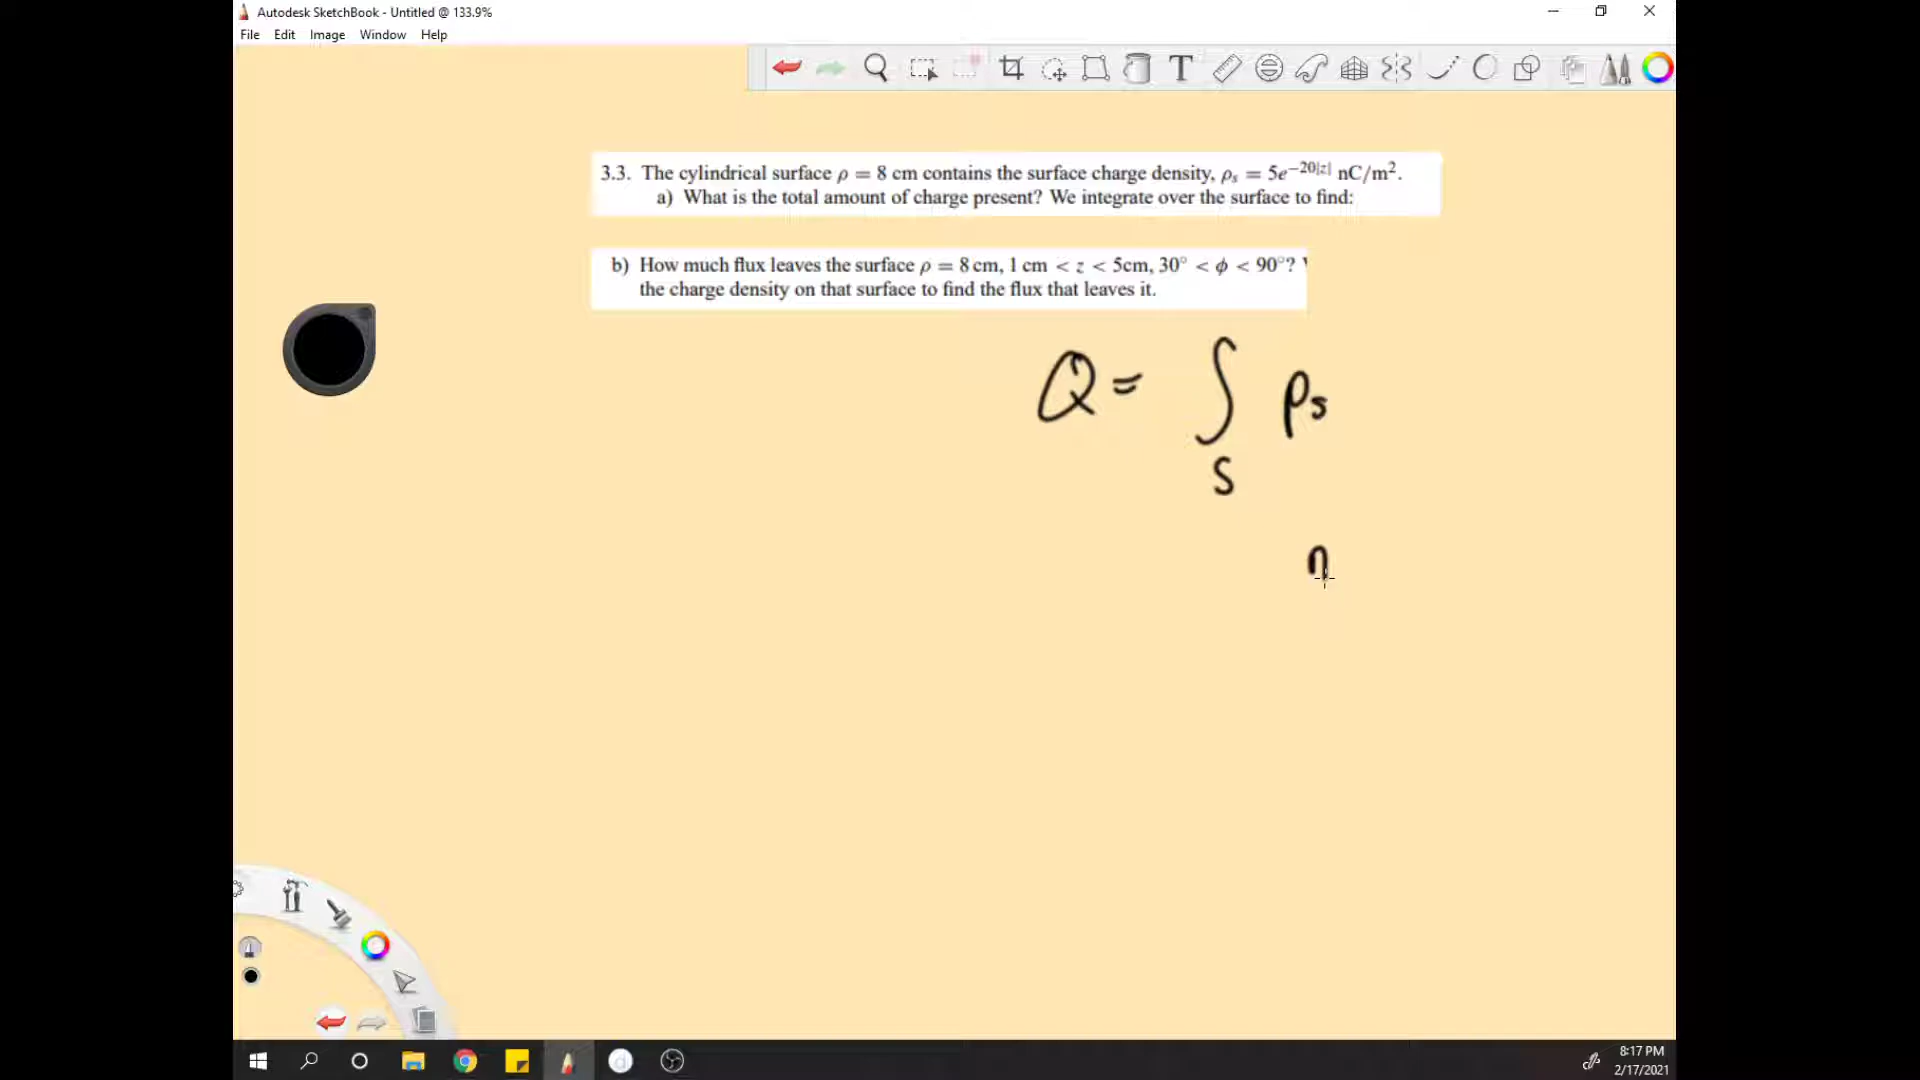 Autodesk SketchBook - Untitled @ 133.9%
File Edit Image Window Help
T
3.3. The cylindrical surface ρ = 8 cm contains the surface charge density, ρₛ = 5e^{−20|z|} nC/m².
a) What is the total amount of charge present? We integrate over the surface to find:
b) How much flux leaves the surface ρ = 8 cm, 1 cm < z < 5cm, 30° < ϕ < 90°?
the charge density on that surface to find the flux that leaves it.
Q = ∫ ρₛ
S
n
8:17 PM
2/17/2021